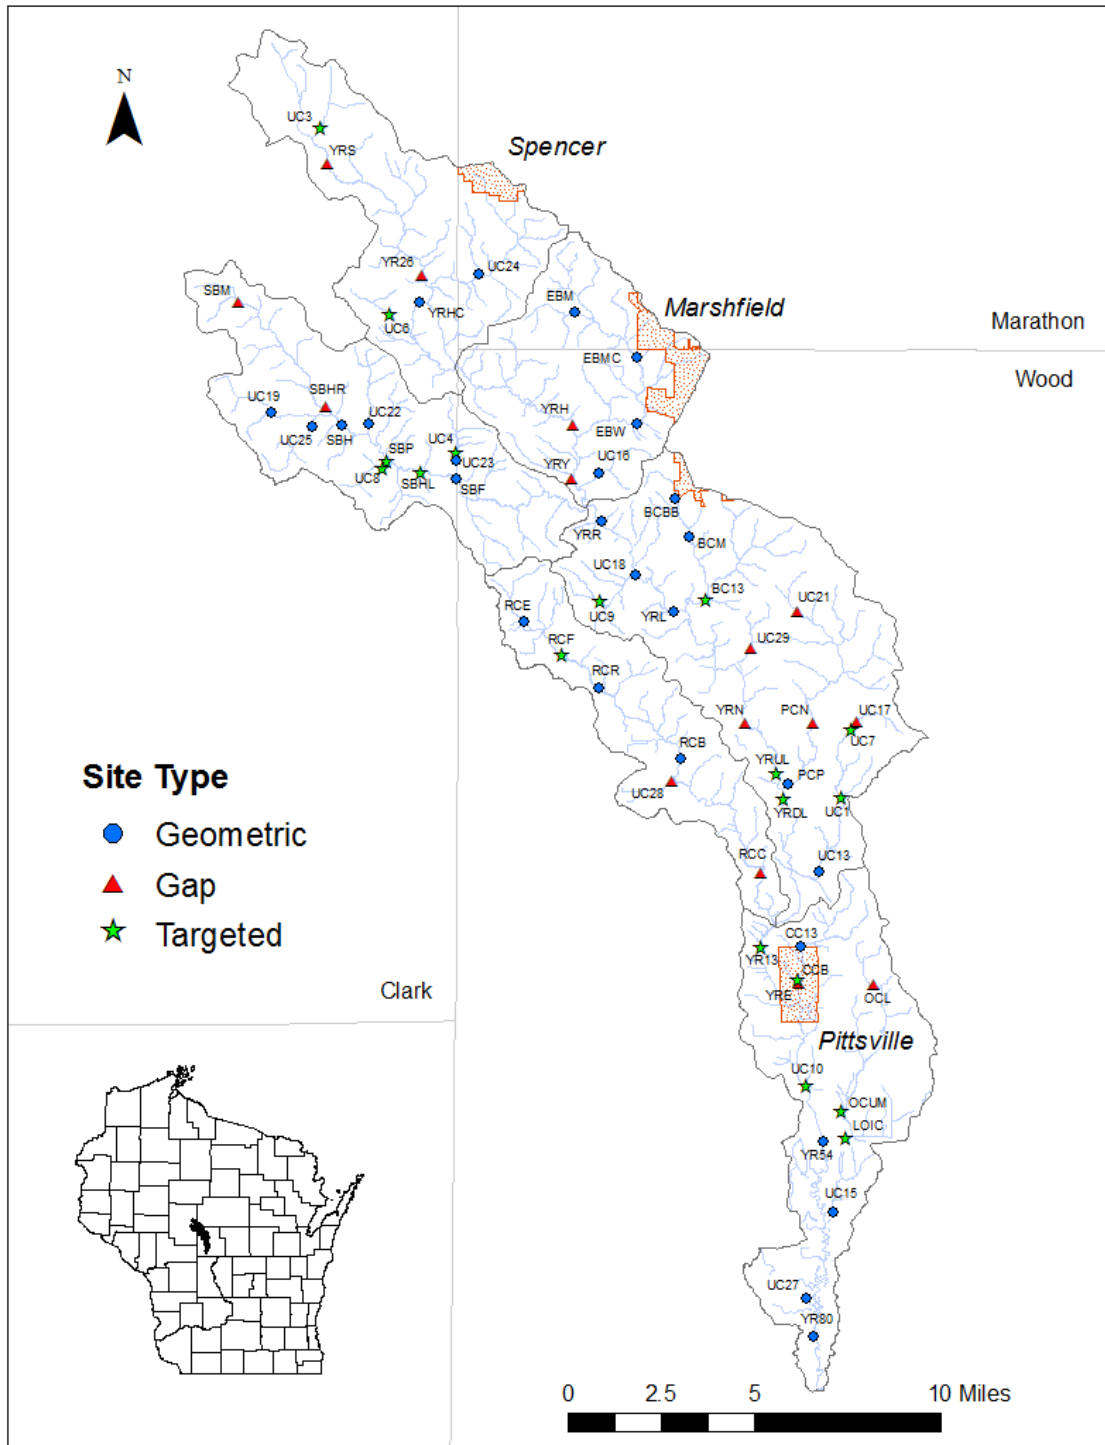 N
UC3
YRS
Spencer
YR26
UC24
SBM
EBM
YRHC
UC6
Marshfield
Marathon
EBMC
Wood
SBHR
UC19
UC22
YRH
UC25
SBH
EBW
UC4
SBP
UC23
UC16
UC8
SBHL
YRY
SBF
BCBB
YRR
BCM
UC18
BC13
UC21
RCE
UC9
YRL
RCF
UC29
RCR
YRN
PCN
UC17
UC7
RCB
YRUL
PCP
UC28
YRDL
UC1
Site Type
Geometric
Gap
Targeted
RCC
UC13
CC13
YR13
CCB
YRE
OCL
Clark
Pittsville
UC10
OCUM
LOIC
YR54
UC15
UC27
YR80
0 2.5 5 10 Miles